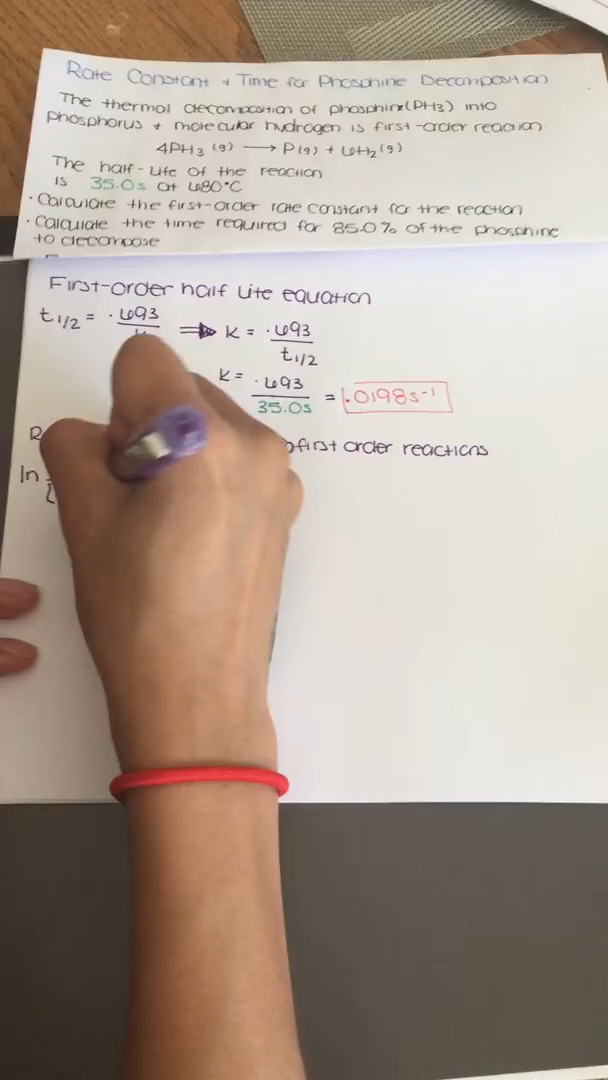 Rate Constant + Time for Phosphine Decomposition
The thermal decomposition of phosphine(PH3) into
phosphorus + molecular hydrogen is first-order reaction
4PH3 (g) → P(g) + 6H2(g)
The half-life of the reaction
is 35.0s at 680°C
• Calculate the first-order rate constant for the reaction
• Calculate the time required for 85.0% of the phosphine
to decompose
First-order half life equation
t1/2 = .693 ⇒ k = .693
t1/2
k = .693 = .0198s⁻¹
35.0s
first order reactions
ln